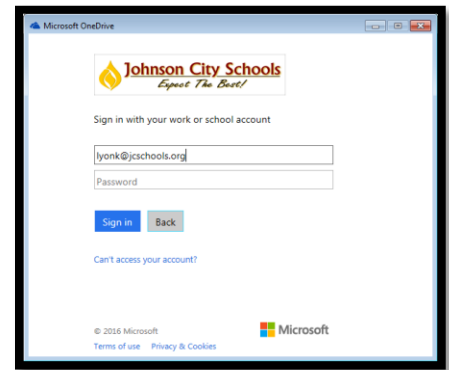 Microsoft OneDrive
Johnson City Schools
Expect The Best!
Sign in with your work or school account
lyonk@jcschools.org
Password
Sign in Back
Can't access your account?
© 2016 Microsoft Microsoft
Terms of use Privacy & Cookies